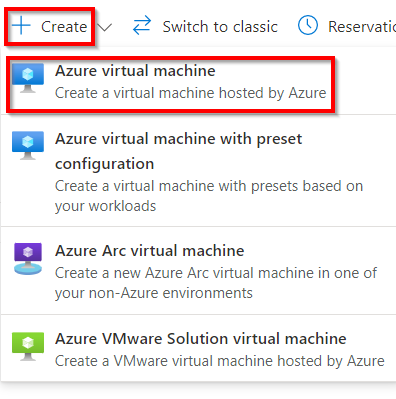 + Create Switch to classic Reservatio
Azure virtual machine
Create a virtual machine hosted by Azure
Azure virtual machine with preset
configuration
Create a virtual machine with presets based on
your workloads
Azure Arc virtual machine
Create a new Azure Arc virtual machine in one of
your non-Azure environments
Azure VMware Solution virtual machine
Create a VMware virtual machine hosted by Azure